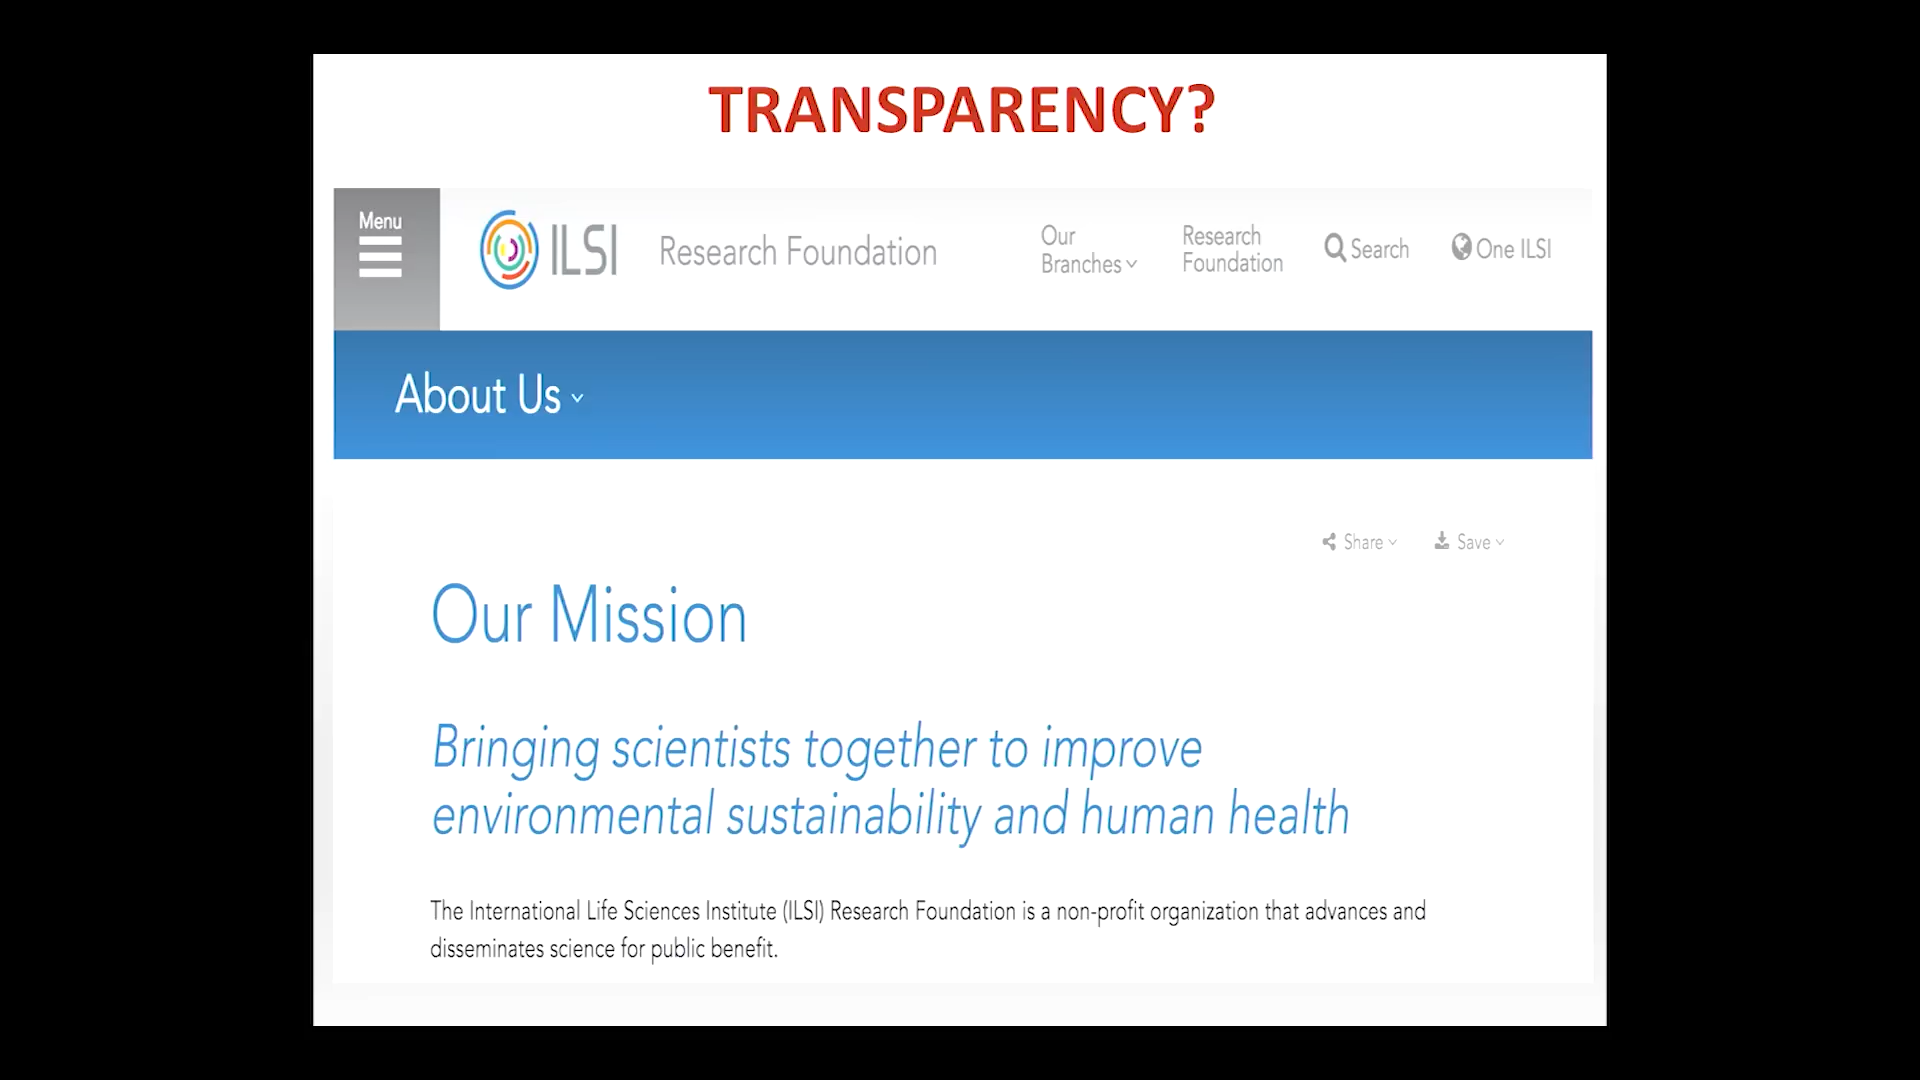 TRANSPARENCY?
Menu
ILSI
Research Foundation
Our
Branches
Research
Foundation
Search
One ILSI
About Us
Share
Save
Our Mission
Bringing scientists together to improve
environmental sustainability and human health
The International Life Sciences Institute (ILSI) Research Foundation is a non-profit organization that advances and
disseminates science for public benefit.